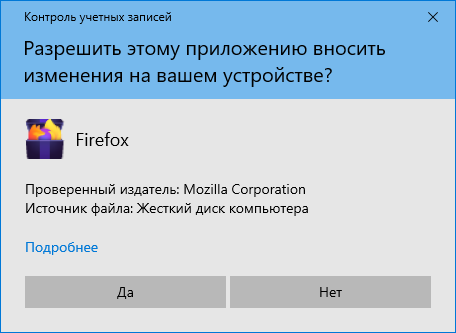 Контроль учетных записей
Разрешить этому приложению вносить
изменения на вашем устройстве?
Firefox
Проверенный издатель: Mozilla Corporation
Источник файла: Жесткий диск компьютера
Подробнее
Да
Нет